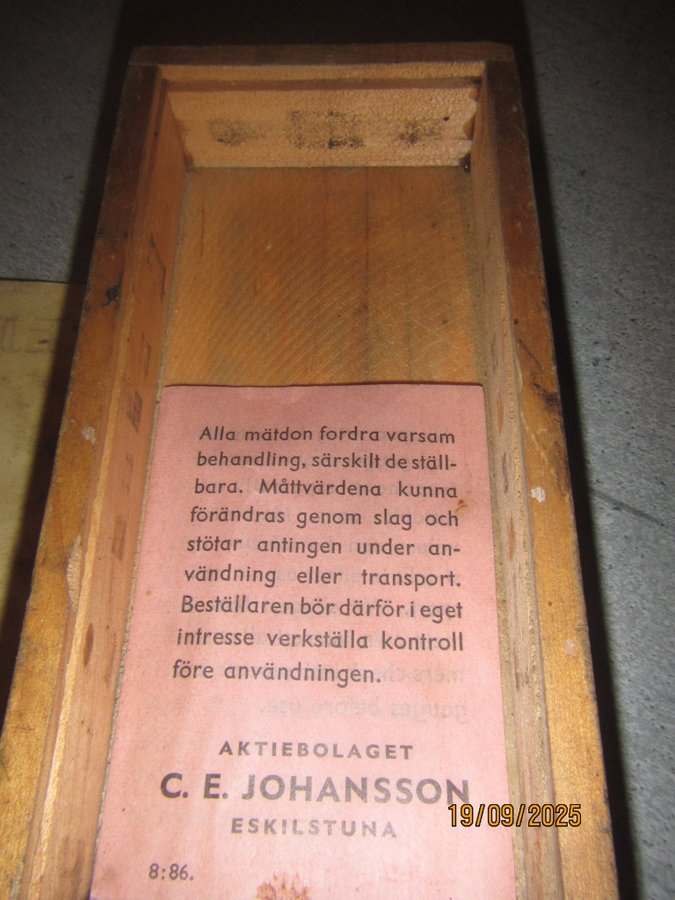 Alla mätdon fordra varsam
behandling, särskilt de ställ-
bara. Måttvärdena kunna
förändras genom slag och
stötar antingen under an-
vändning eller transport.
Beställaren bör därför i eget
intresse verkställa kontroll
före användningen.
AKTIEBOLAGET
C. E. JOHANSSON
ESKILSTUNA
8:86.
19/09/2025